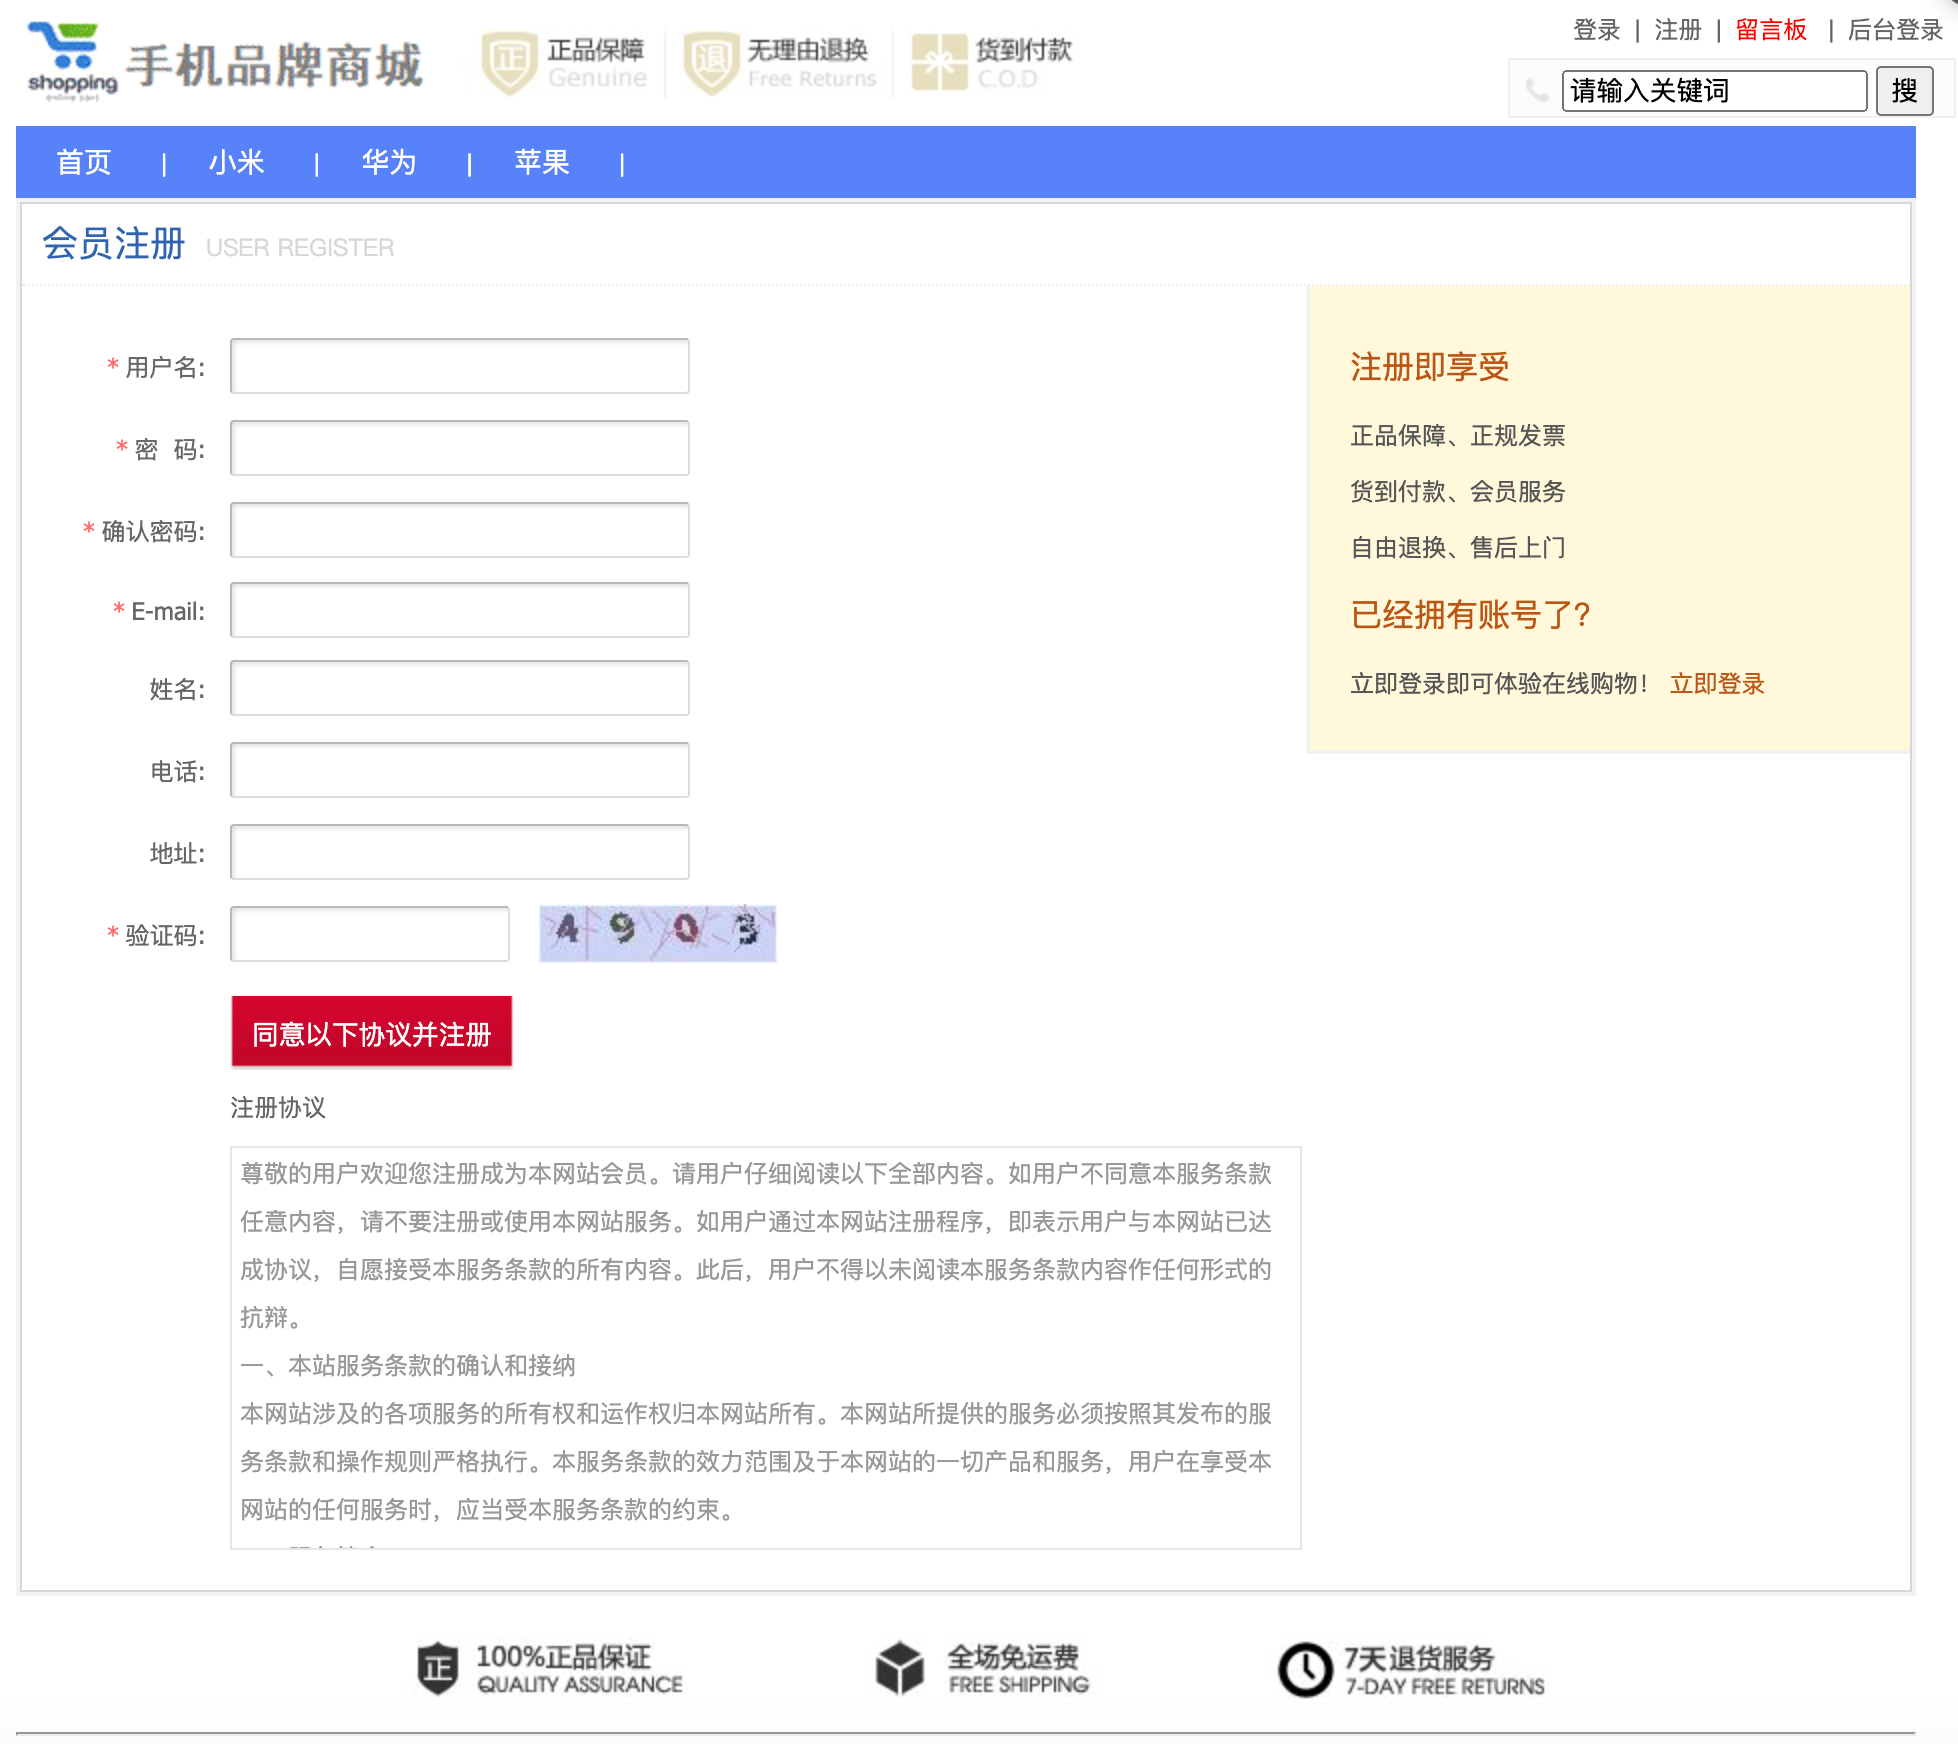 登录 | 注册 | 留言板 | 后台登录
shopping
手机品牌商城
正 正品保障
Genuine
退 无理由退换
Free Returns
货到付款
C.O.D
请输入关键词 搜
首页 | 小米 | 华为 | 苹果 |
会员注册 USER REGISTER
* 用户名:
* 密 码:
* 确认密码:
* E-mail:
姓名:
电话:
地址:
* 验证码: 4 9 0 3
同意以下协议并注册
注册协议
尊敬的用户欢迎您注册成为本网站会员。请用户仔细阅读以下全部内容。如用户不同意本服务条款
任意内容，请不要注册或使用本网站服务。如用户通过本网站注册程序，即表示用户与本网站已达
成协议，自愿接受本服务条款的所有内容。此后，用户不得以未阅读本服务条款内容作任何形式的
抗辩。
一、本站服务条款的确认和接纳
本网站涉及的各项服务的所有权和运作权归本网站所有。本网站所提供的服务必须按照其发布的服
务条款和操作规则严格执行。本服务条款的效力范围及于本网站的一切产品和服务，用户在享受本
网站的任何服务时，应当受本服务条款的约束。
注册即享受
正品保障、正规发票
货到付款、会员服务
自由退换、售后上门
已经拥有账号了?
立即登录即可体验在线购物! 立即登录
正 100%正品保证
QUALITY ASSURANCE
全场免运费
FREE SHIPPING
7天退货服务
7-DAY FREE RETURNS